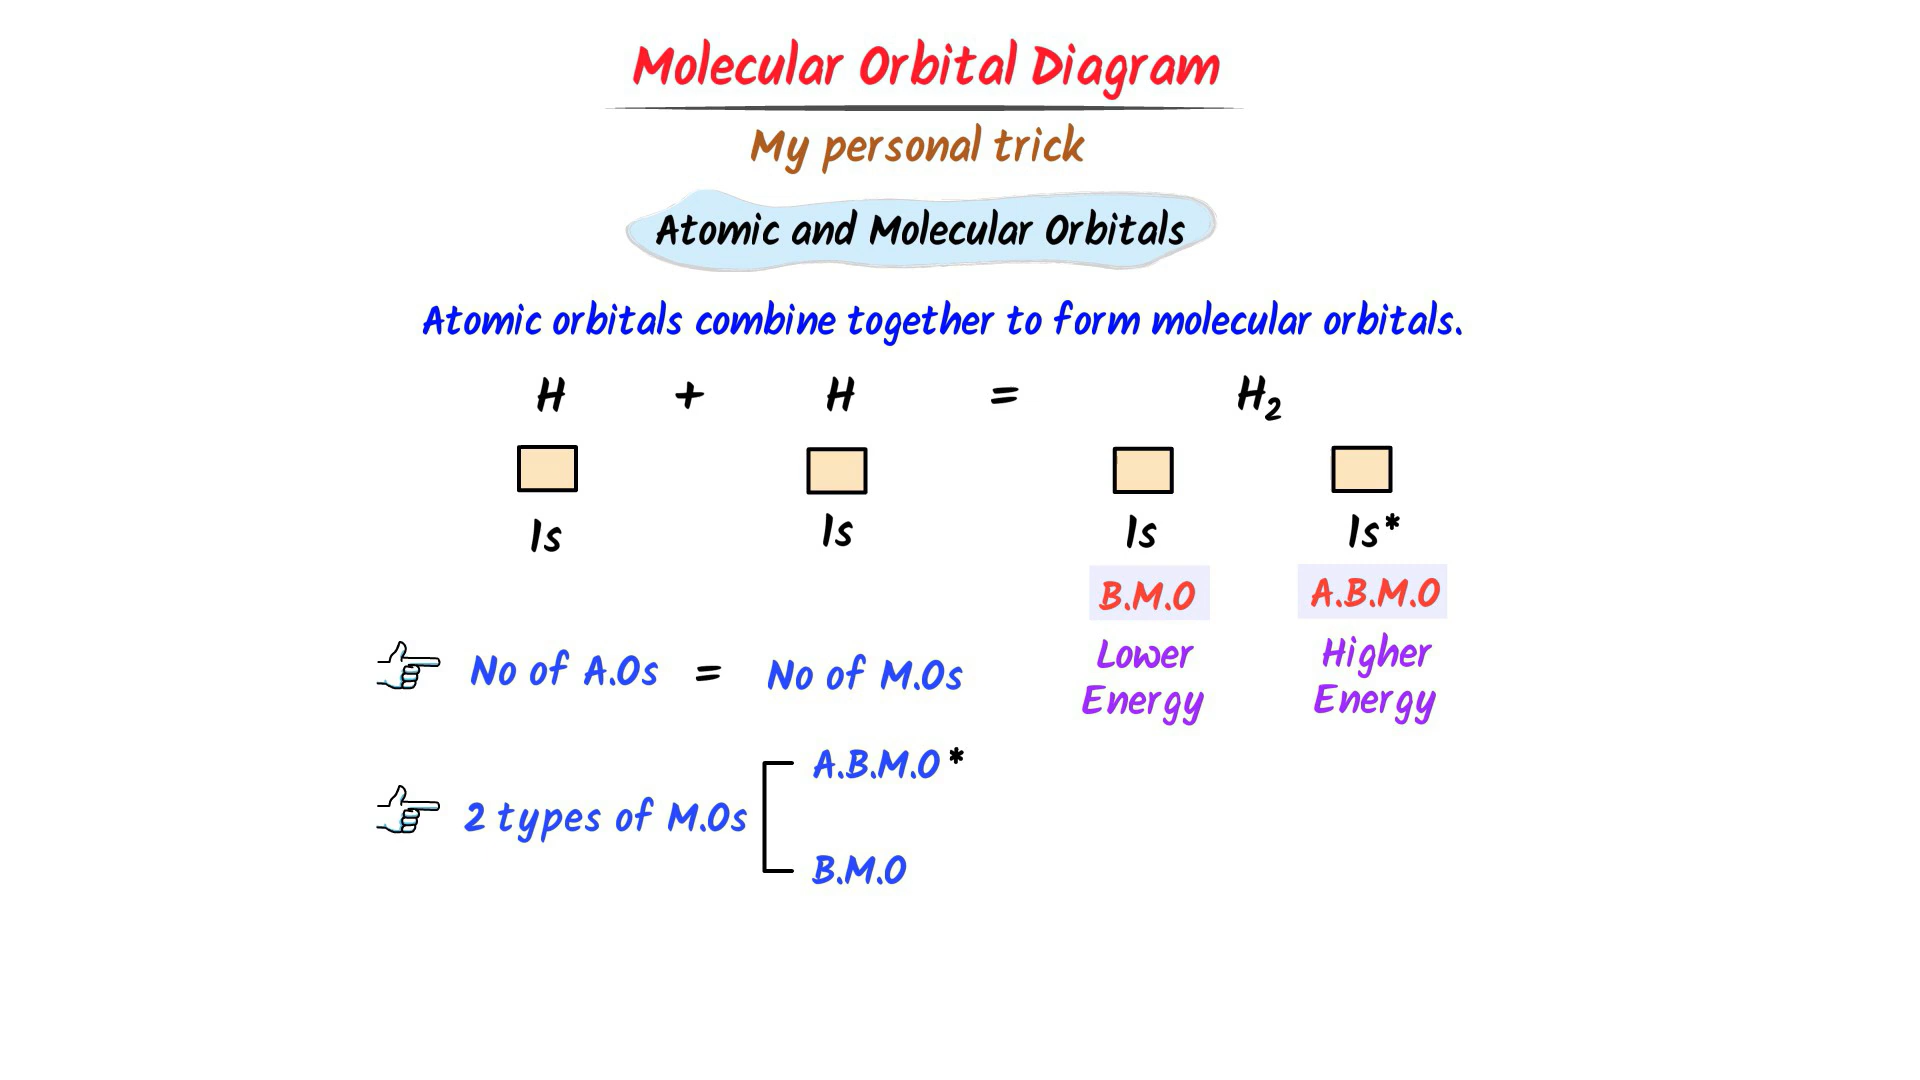 Molecular Orbital Diagram
My personal trick
Atomic and Molecular Orbitals
Atomic orbitals combine together to form molecular orbitals.
H + H = H₂
1s 1s 1s 1s*
B.M.O A.B.M.O
Lower Energy Higher Energy
No of A.Os = No of M.Os
2 types of M.Os
A.B.M.O*
B.M.O